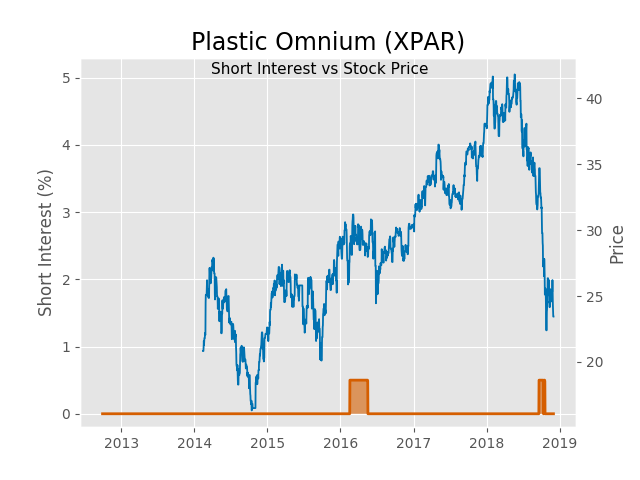 Plastic Omnium (XPAR)
Short Interest vs Stock Price
Short Interest (%)
5
4
3
2
1
0
Price
40
35
30
25
20
2013 2014 2015 2016 2017 2018 2019